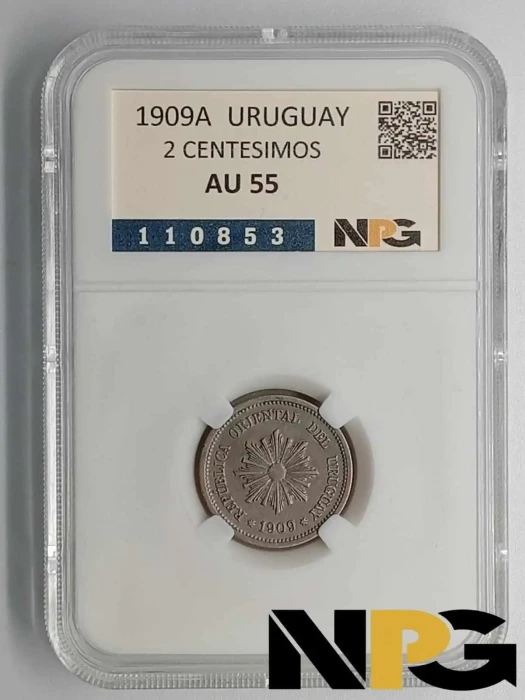 1909A URUGUAY
2 CENTESIMOS
AU 55
110853 NPG
REPUBLICA ORIENTAL DEL URUGUAY
1909
NPG